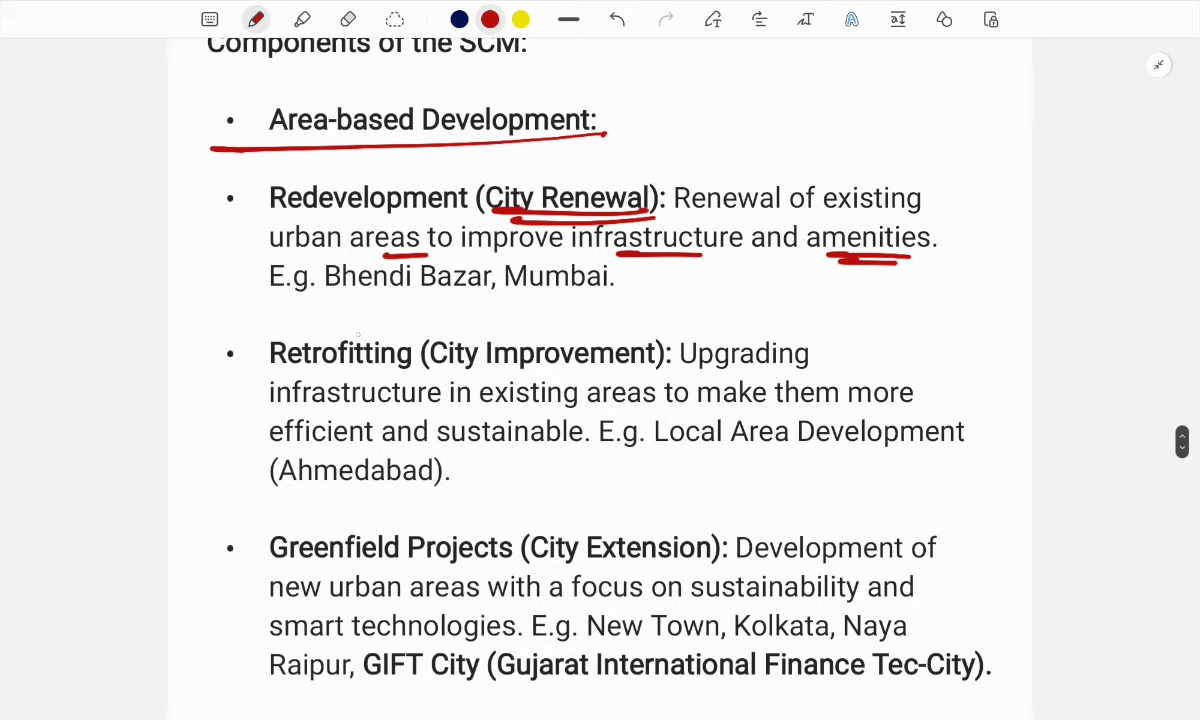 Components of the SCM:
• Area-based Development:
• Redevelopment (City Renewal): Renewal of existing
urban areas to improve infrastructure and amenities.
E.g. Bhendi Bazar, Mumbai.
• Retrofitting (City Improvement): Upgrading
infrastructure in existing areas to make them more
efficient and sustainable. E.g. Local Area Development
(Ahmedabad).
• Greenfield Projects (City Extension): Development of
new urban areas with a focus on sustainability and
smart technologies. E.g. New Town, Kolkata, Naya
Raipur, GIFT City (Gujarat International Finance Tec-City).